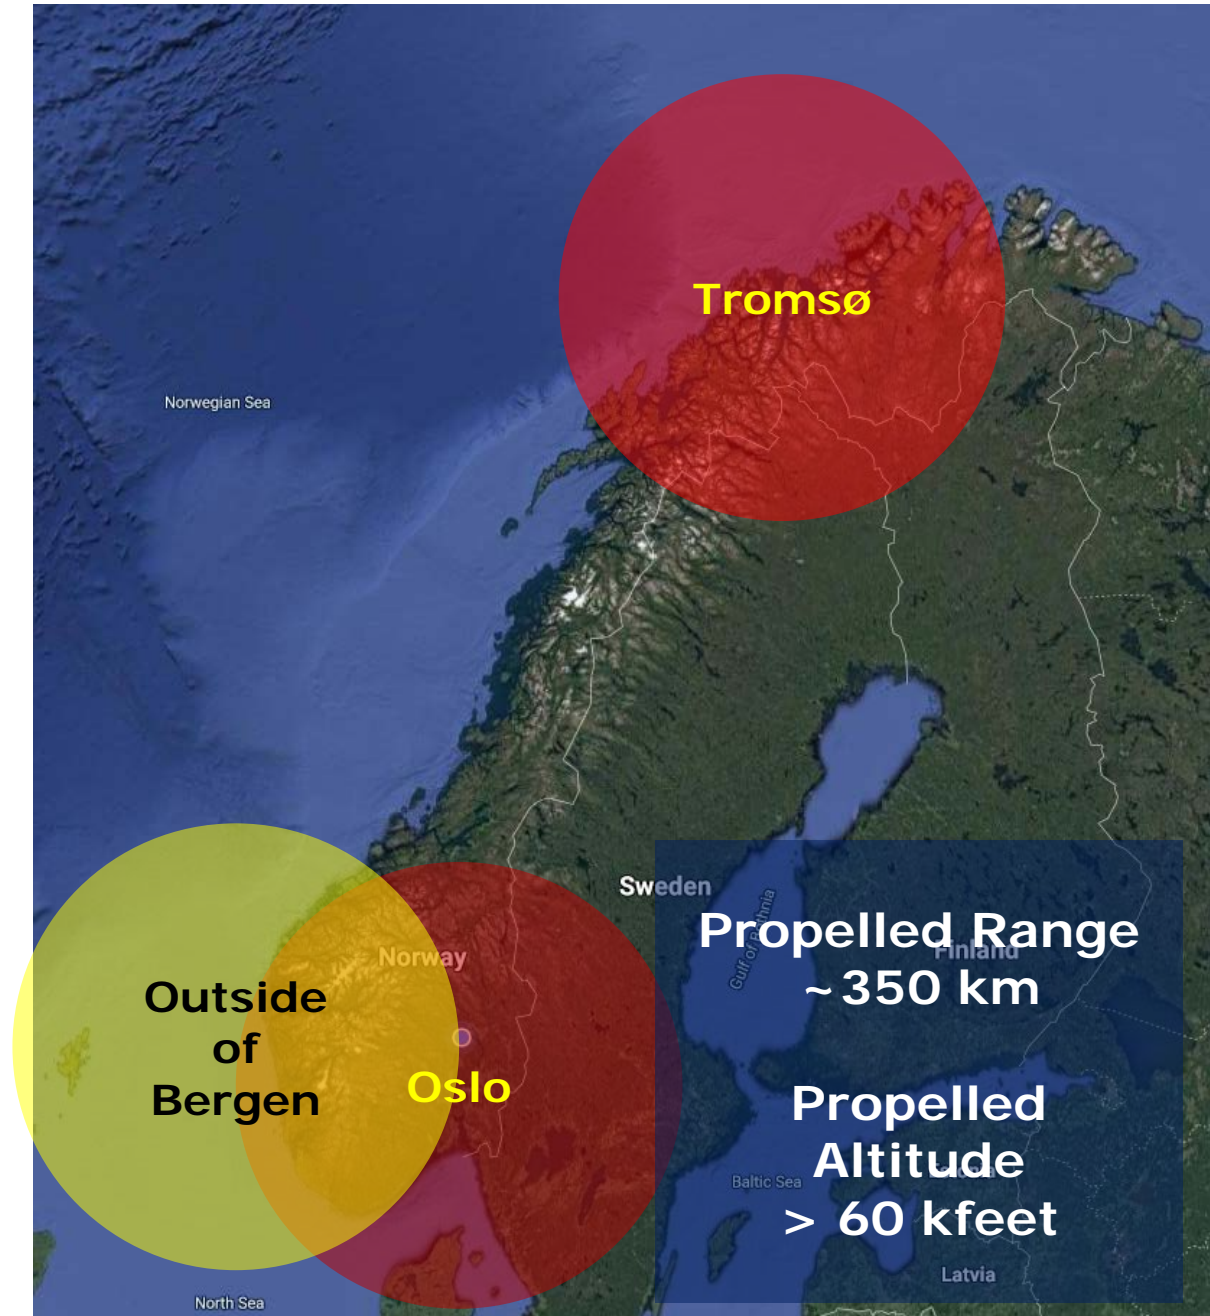 Tromsø
Norwegian Sea
Sweden
Outside
of
Bergen
Norway
Oslo
Gulf of Bothnia
Finland
Propelled Range
~350 km
Propelled
Altitude
> 60 kfeet
Estonia
Baltic Sea
Latvia
North Sea